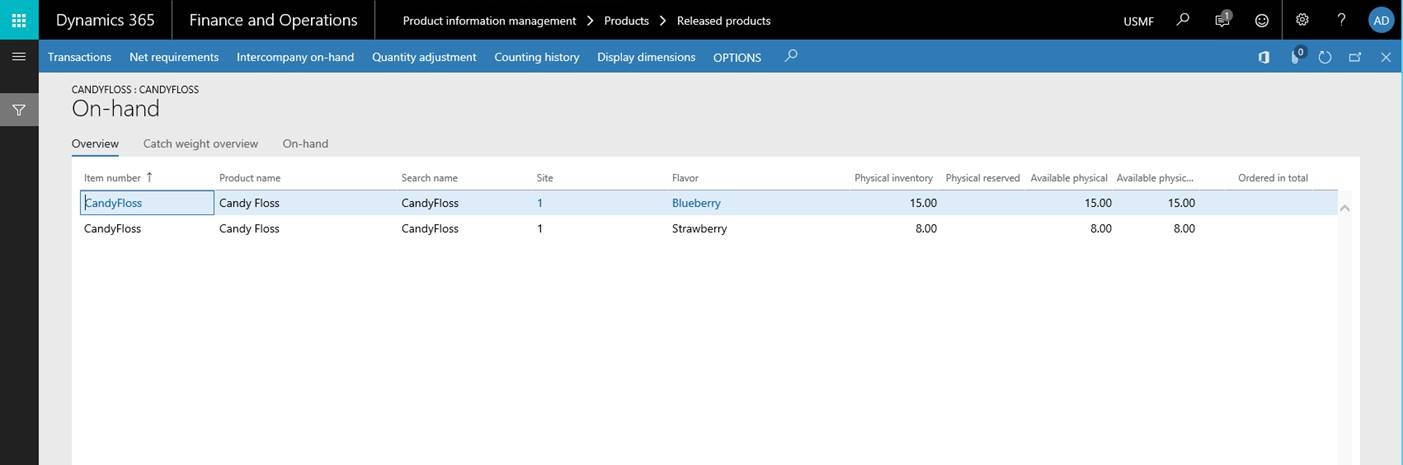 Dynamics 365 Finance and Operations Product information management Products Released products USMF 1 ? AD
Transactions Net requirements Intercompany on-hand Quantity adjustment Counting history Display dimensions OPTIONS 0
CANDYFLOSS : CANDYFLOSS
On-hand
Overview Catch weight overview On-hand
Item number ↑ Product name Search name Site Flavor Physical inventory Physical reserved Available physical Available physic... Ordered in total
CandyFloss Candy Floss CandyFloss 1 Blueberry 15.00 15.00 15.00
CandyFloss Candy Floss CandyFloss 1 Strawberry 8.00 8.00 8.00